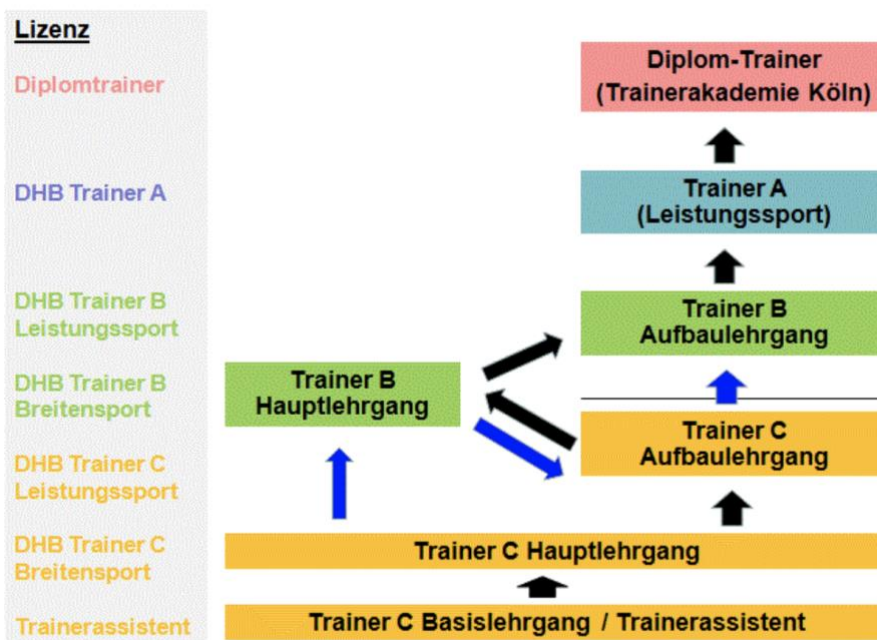 Lizenz
Diplomtrainer
DHB Trainer A
DHB Trainer B
Leistungssport
DHB Trainer B
Breitensport
DHB Trainer C
Leistungssport
DHB Trainer C
Breitensport
Trainerassistent
Diplom-Trainer
(Trainerakademie Köln)
Trainer A
(Leistungssport)
Trainer B
Aufbaulehrgang
Trainer B
Hauptlehrgang
Trainer C
Aufbaulehrgang
Trainer C Hauptlehrgang
Trainer C Basislehrgang / Trainerassistent